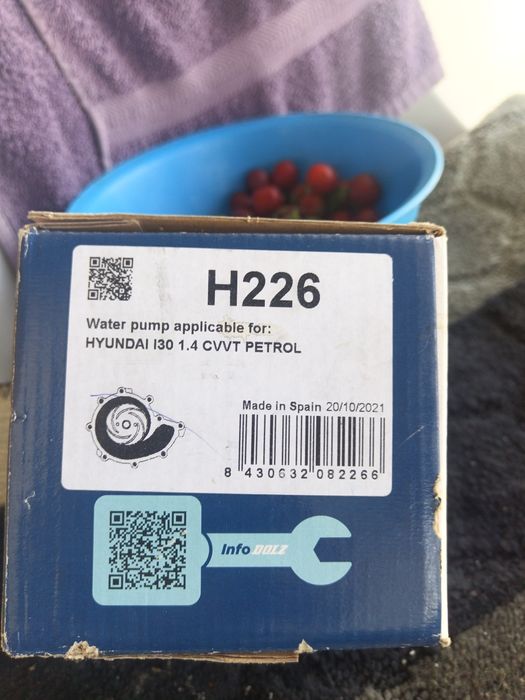 H226
Water pump applicable for:
HYUNDAI I30 1.4 CVVT PETROL
Made in Spain 20/10/2021
8 430632 082266
Info DOLZ